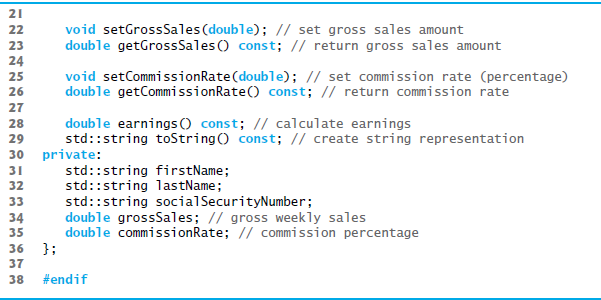 21
22 void setGrossSales(double); // set gross sales amount
23 double getGrossSales() const; // return gross sales amount
24
25 void setCommissionRate(double); // set commission rate (percentage)
26 double getCommissionRate() const; // return commission rate
27
28 double earnings() const; // calculate earnings
29 std::string toString() const; // create string representation
30 private:
31 std::string firstName;
32 std::string lastName;
33 std::string socialSecurityNumber;
34 double grossSales; // gross weekly sales
35 double commissionRate; // commission percentage
36 };
37
38 #endif